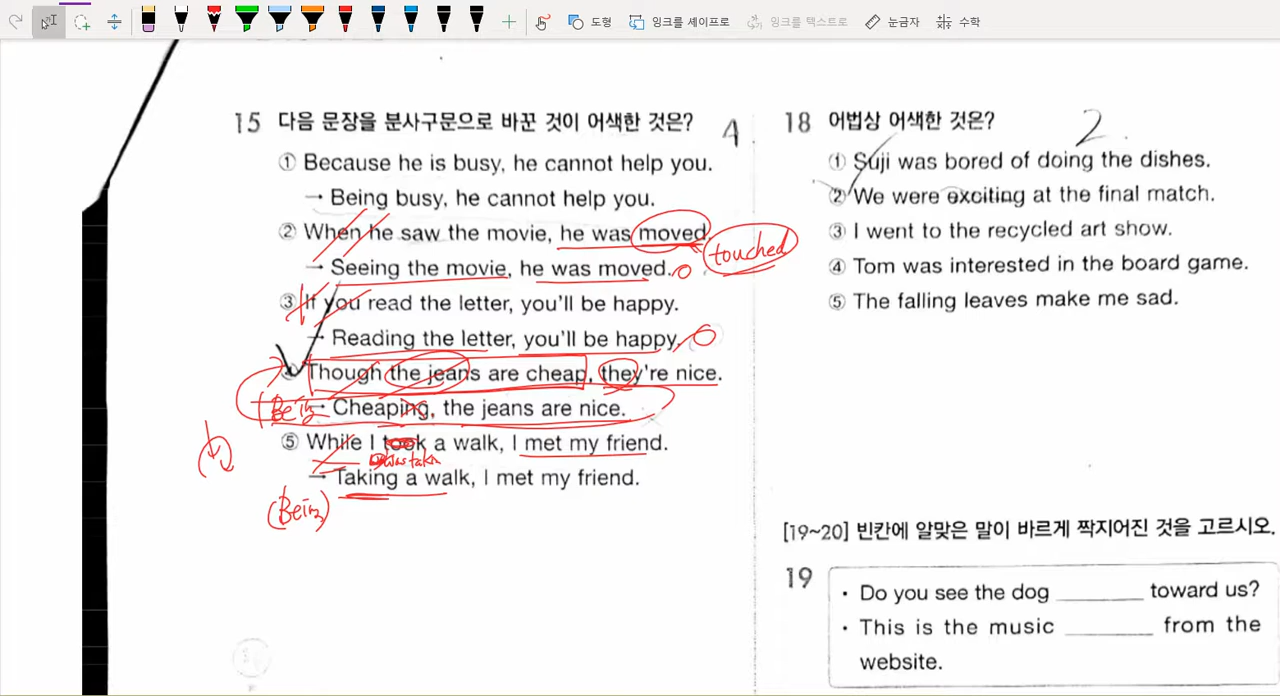 도형
잉크를 셰이프로
잉크를 텍스트로
눈금자
수학
15 다음 문장을 분사구문으로 바꾼 것이 어색한 것은? 4
① Because he is busy, he cannot help you.
→ Being busy, he cannot help you.
② When he saw the movie, he was moved.
touched
→ Seeing the movie, he was moved.
③ If you read the letter, you'll be happy.
→ Reading the letter, you'll be happy.
④ Though the jeans are cheap, they're nice.
Being → Cheaping, the jeans are nice.
⑤ While I took a walk, I met my friend.
→ Taking a walk, I met my friend.
(Being)
18 어법상 어색한 것은? 2
① Suji was bored of doing the dishes.
② We were exciting at the final match.
③ I went to the recycled art show.
④ Tom was interested in the board game.
⑤ The falling leaves make me sad.
[19~20] 빈칸에 알맞은 말이 바르게 짝지어진 것을 고르시오.
19
• Do you see the dog ________ toward us?
• This is the music ________ from the
website.